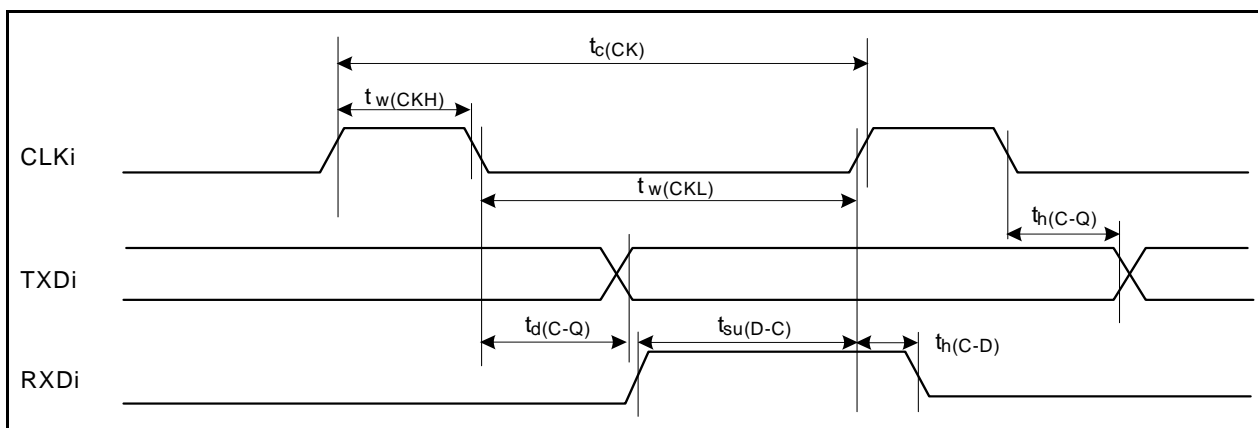 tc(CK)
tw(CKH)
CLKi
tw(CKL)
th(C-Q)
TXDi
td(C-Q)
tsu(D-C)
th(C-D)
RXDi